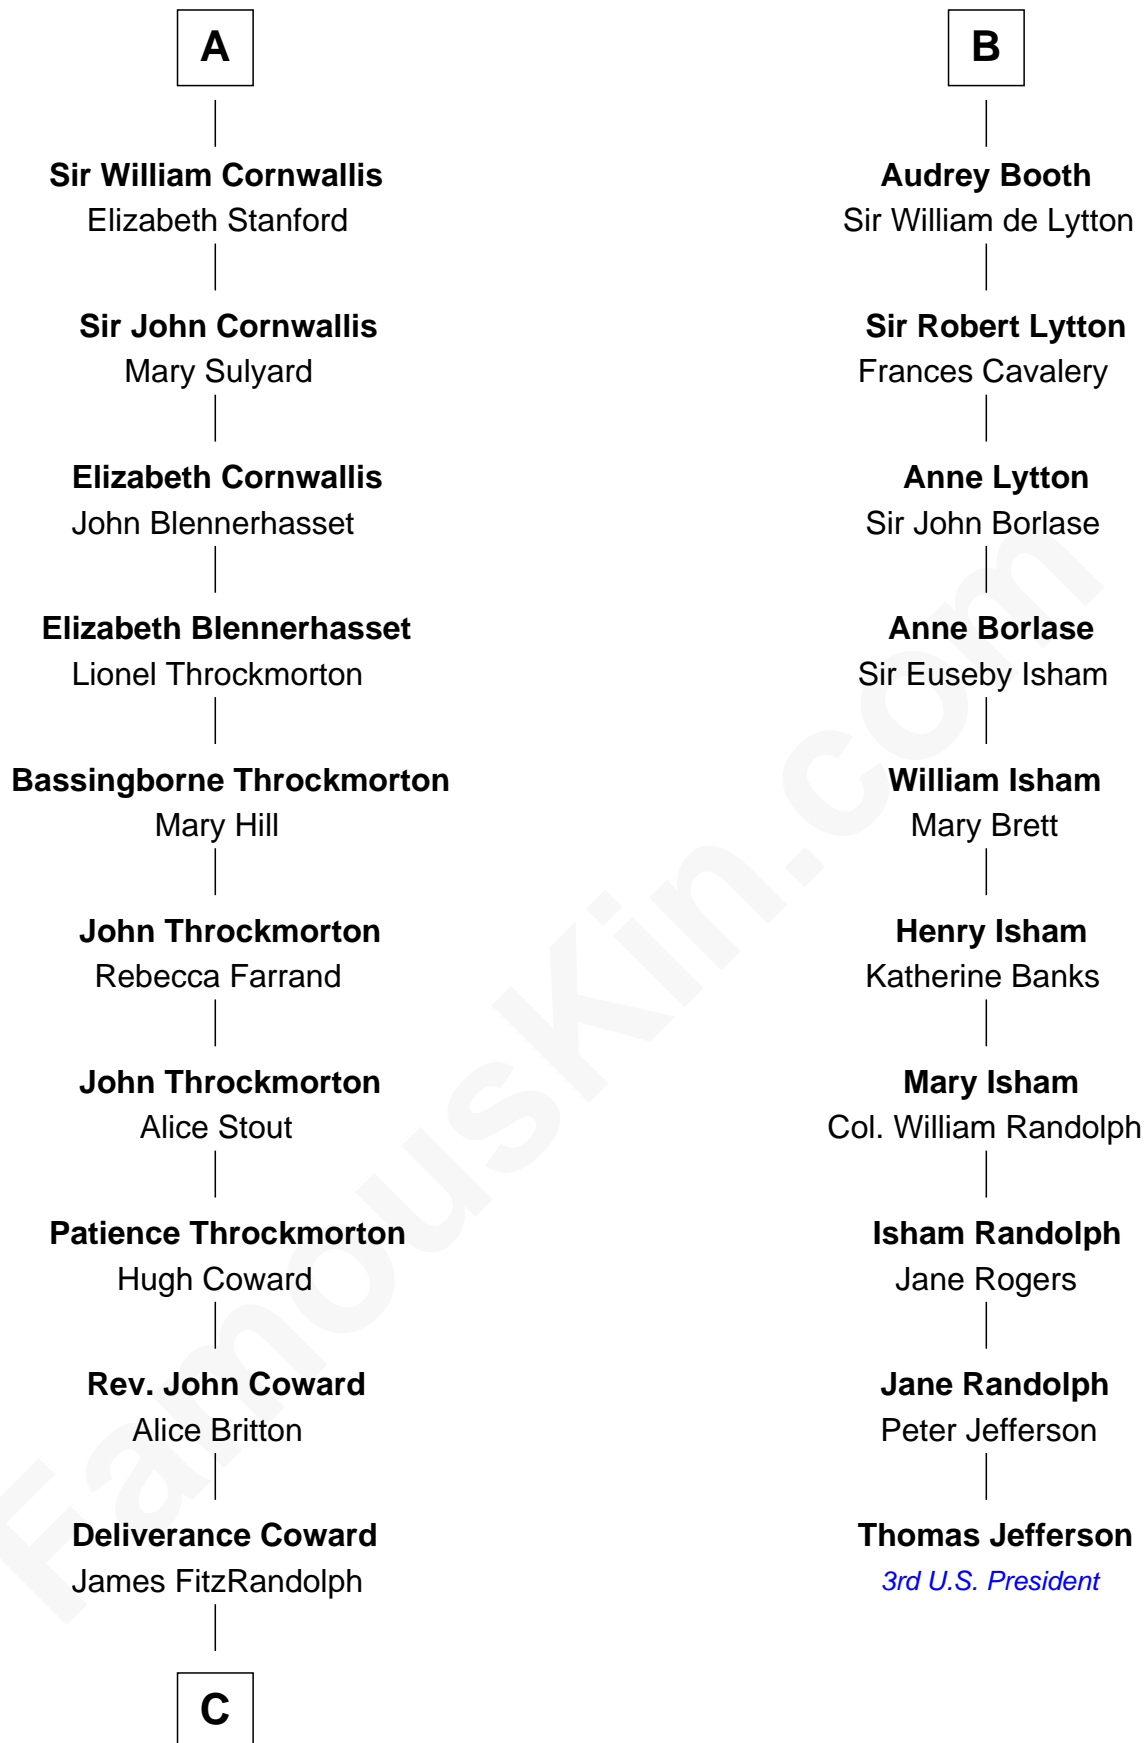 A
Sir William Cornwallis
Elizabeth Stanford
Sir John Cornwallis
Mary Sulyard
Elizabeth Cornwallis
John Blennerhasset
Elizabeth Blennerhasset
Lionel Throckmorton
Bassingborne Throckmorton
Mary Hill
John Throckmorton
Rebecca Farrand
John Throckmorton
Alice Stout
Patience Throckmorton
Hugh Coward
Rev. John Coward
Alice Britton
Deliverance Coward
James FitzRandolph
C
B
Audrey Booth
Sir William de Lytton
Sir Robert Lytton
Frances Cavalery
Anne Lytton
Sir John Borlase
Anne Borlase
Sir Euseby Isham
William Isham
Mary Brett
Henry Isham
Katherine Banks
Mary Isham
Col. William Randolph
Isham Randolph
Jane Rogers
Jane Randolph
Peter Jefferson
Thomas Jefferson
3rd U.S. President
FamousKin.com